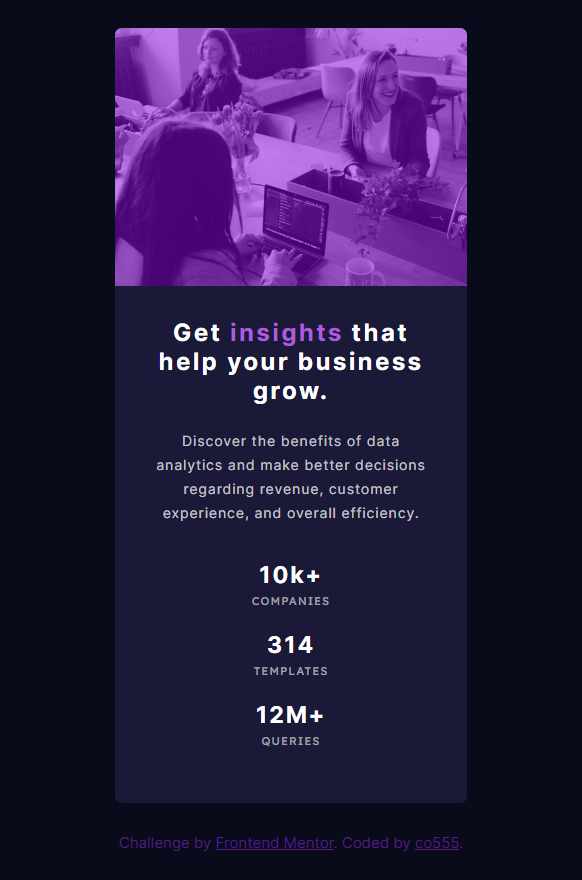 Get insights that
help your business
grow.
Discover the benefits of data
analytics and make better decisions
regarding revenue, customer
experience, and overall efficiency.
10k+
COMPANIES
314
TEMPLATES
12M+
QUERIES
Challenge by Frontend Mentor. Coded by co555.